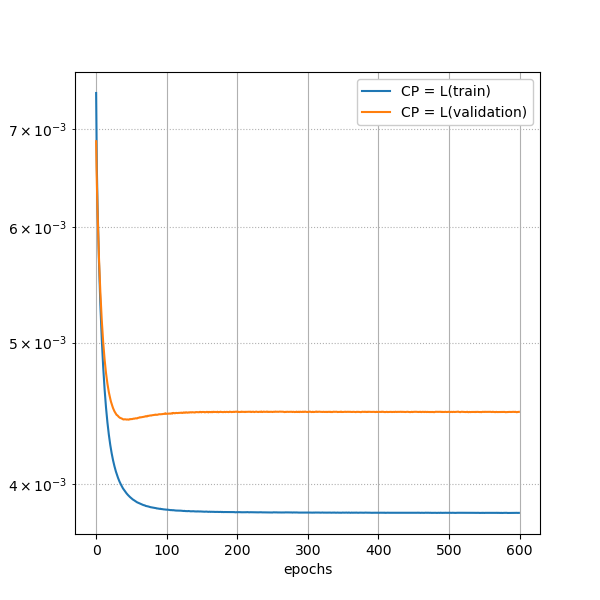 CP = L(train)
CP = L(validation)
7 × 10⁻³
6 × 10⁻³
5 × 10⁻³
4 × 10⁻³
0 100 200 300 400 500 600
epochs